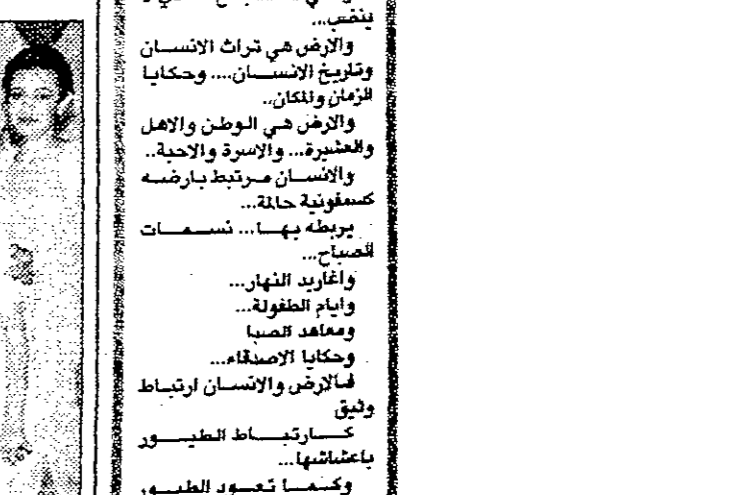 ينضب...
والارض هي تراث الانسان
وتاريخ الانسان.... وحكايا
الزمان والمكان..
والارض هي الوطن والاهل
والعشيرة... والاسرة والاحبة..
والانسان مرتبط بارضه
كسمفونية حالمة...
يربطه بها... نسمات
الصباح...
واغاريد النهار...
وايام الطفولة...
ومعاهد الصبا
وحكايا الاصدقاء...
فالارض والانسان ارتباط
وثيق
كارتباط الطيور
باعشاشها...
وكما تعود الطيور